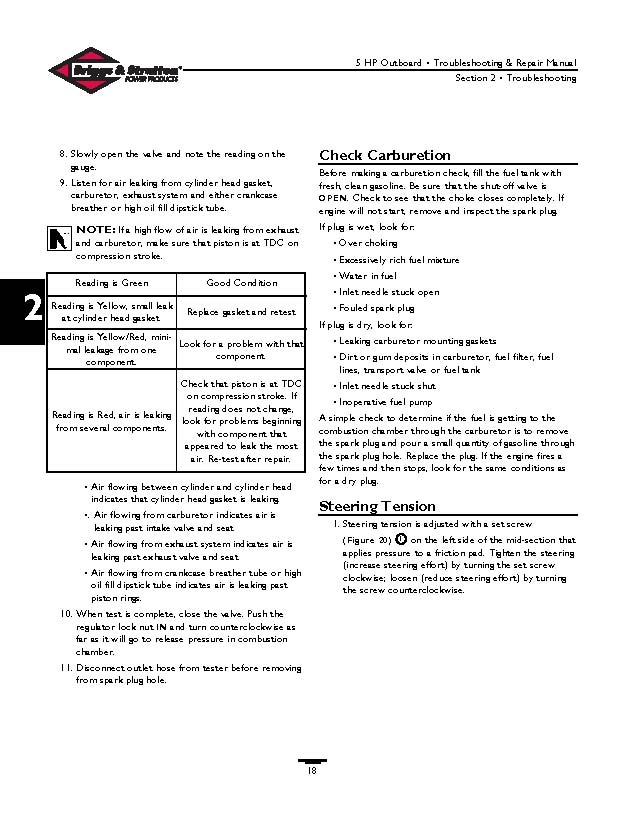 Briggs & Stratton
POWER PRODUCTS
5 HP Outboard • Troubleshooting & Repair Manual
Section 2 • Troubleshooting
8. Slowly open the valve and note the reading on the
gauge.
9. Listen for air leaking from cylinder head gasket,
carburetor, exhaust system and either crankcase
breather or high oil fill dipstick tube.
NOTE: If a high flow of air is leaking from exhaust
and carburetor, make sure that piston is at TDC on
compression stroke.
Reading is Green
Good Condition
Reading is Yellow, small leak
at cylinder head gasket
Replace gasket and retest
Reading is Yellow/Red, mini-
mal leakage from one
component.
Look for a problem with that
component
Reading is Red, air is leaking
from several components.
Check that piston is at TDC
on compression stroke. If
reading does not change,
look for problems beginning
with component that
appeared to leak the most
air. Re-test after repair.
2
• Air flowing between cylinder and cylinder head
indicates that cylinder head gasket is leaking.
•. Air flowing from carburetor indicates air is
leaking past intake valve and seat
• Air flowing from exhaust system indicates air is
leaking past exhaust valve and seat
• Air flowing from crankcase breather tube or high
oil fill dipstick tube indicates air is leaking past
piston rings.
10. When test is complete, close the valve. Push the
regulator lock nut IN and turn counterclockwise as
far as it will go to release pressure in combustion
chamber.
11. Disconnect outlet hose from tester before removing
from spark plug hole.
Check Carburetion
Before making a carburetion check, fill the fuel tank with
fresh, clean gasoline. Be sure that the shut-off valve is
OPEN. Check to see that the choke closes completely. If
engine will not start, remove and inspect the spark plug.
If plug is wet, look for:
• Over choking
• Excessively rich fuel mixture
• Water in fuel
• Inlet needle stuck open
• Fouled spark plug
If plug is dry, look for:
• Leaking carburetor mounting gaskets
• Dirt or gum deposits in carburetor, fuel filter, fuel
lines, transport valve or fuel tank
• Inlet needle stuck shut
• Inoperative fuel pump
A simple check to determine if the fuel is getting to the
combustion chamber through the carburetor is to remove
the spark plug and pour a small quantity of gasoline through
the spark plug hole. Replace the plug. If the engine fires a
few times and then stops, look for the same conditions as
for a dry plug.
Steering Tension
1. Steering tension is adjusted with a set screw
(Figure 20) on the left side of the mid-section that
applies pressure to a friction pad. Tighten the steering
(increase steering effort) by turning the set screw
clockwise; loosen (reduce steering effort) by turning
the screw counterclockwise.
18